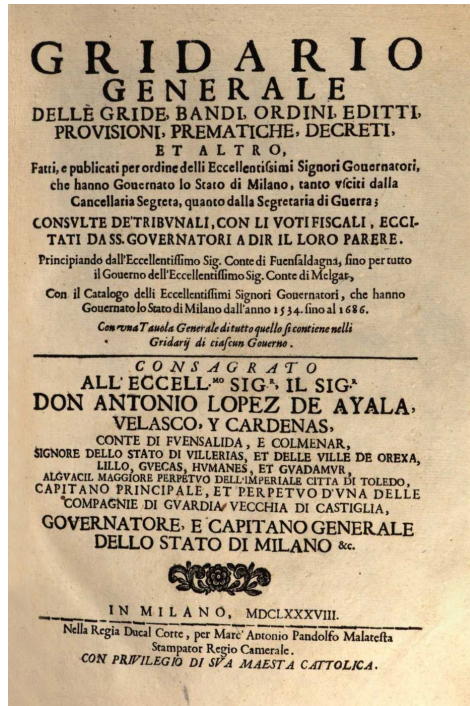 GRIDARIO
GENERALE
DELLE GRIDE, BANDI, ORDINI, EDITTI,
PROVISIONI, PREMATICHE, DECRETI,
ET ALTRO,
Fatti, e publicati per ordine delli Eccellentiſſimi Signori Gouernatori,
che hanno Gouernato lo Stato di Milano, tanto vſciti dalla
Cancellaria Segreta, quanto dalla Segretaria di Guerra;
CONSVLTE DE'TRIBVNALI, CON LI VOTI FISCALI, ECCI-
TATI DA SS. GOVERNATORI A DIR IL LORO PARERE.
Principiando dall'Eccellentiſſimo Sig. Conte di Fuenſaldagna, ſino per tutto
il Gouerno dell'Eccellentiſſimo Sig. Conte di Melgar,
Con il Catalogo delli Eccellentiſſimi Signori Gouernatori, che hanno
Gouernato lo Stato di Milano dall'anno 1534. ſino al 1686.
Con vna Tauola Generale di tutto quello ſi contiene nelli
Gridarij di ciaſcun Gouerno.
CONSAGRATO
ALL'ECCELL.MO SIG.R, IL SIG.R
DON ANTONIO LOPEZ DE AYALA,
VELASCO, Y CARDENAS,
CONTE DI FVENSALIDA, E COLMENAR,
SIGNORE DELLO STATO DI VILLERIAS, ET DELLE VILLE DE OREXA,
LILLO, GVECAS, HVMANES, ET GVADAMVR,
ALGVACIL MAGGIORE PERPETVO DELL'IMPERIALE CITTA DI TOLEDO,
CAPITANO PRINCIPALE, ET PERPETVO D'VNA DELLE
COMPAGNIE DI GVARDIA VECCHIA DI CASTIGLIA,
GOVERNATORE, E CAPITANO GENERALE
DELLO STATO DI MILANO &c.
IN MILANO, MDCLXXXVIII.
Nella Regia Ducal Corte, per Marc' Antonio Pandolfo Malateſta
Stampator Regio Camerale.
CON PRIVILEGIO DI SVA MAESTA CATTOLICA.